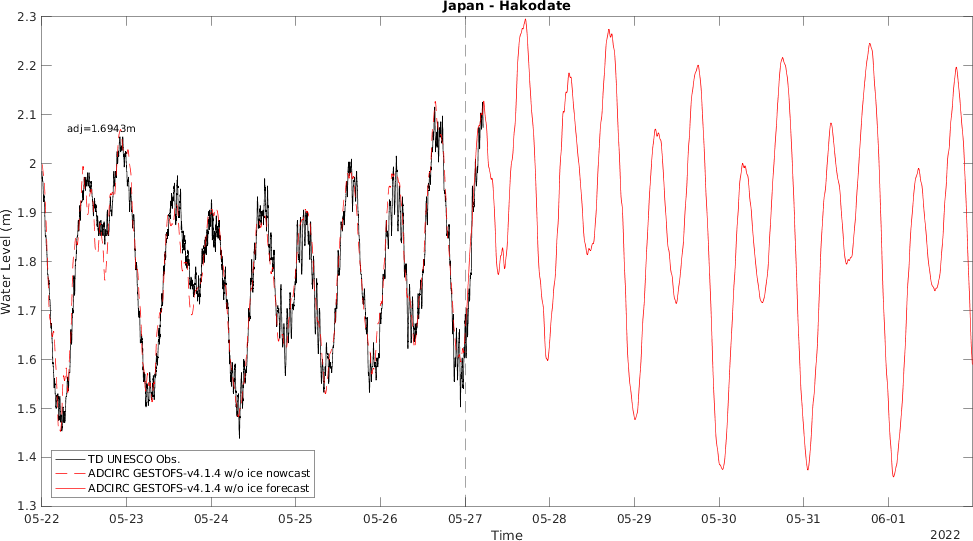 Japan - Hakodate
2.3
2.2
2.1
2
1.9
1.8
1.7
1.6
1.5
1.4
1.3
Water Level (m)
adj=1.6943m
TD UNESCO Obs.
ADCIRC GESTOFS-v4.1.4 w/o ice nowcast
ADCIRC GESTOFS-v4.1.4 w/o ice forecast
05-22 05-23 05-24 05-25 05-26 05-27 05-28 05-29 05-30 05-31 06-01
Time
2022